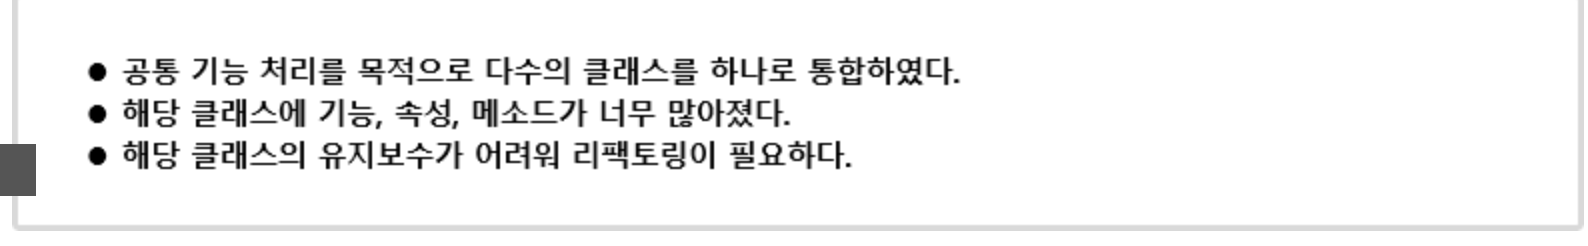 ● 공통 기능 처리를 목적으로 다수의 클래스를 하나로 통합하였다.
● 해당 클래스에 기능, 속성, 메소드가 너무 많아졌다.
● 해당 클래스의 유지보수가 어려워 리팩토링이 필요하다.